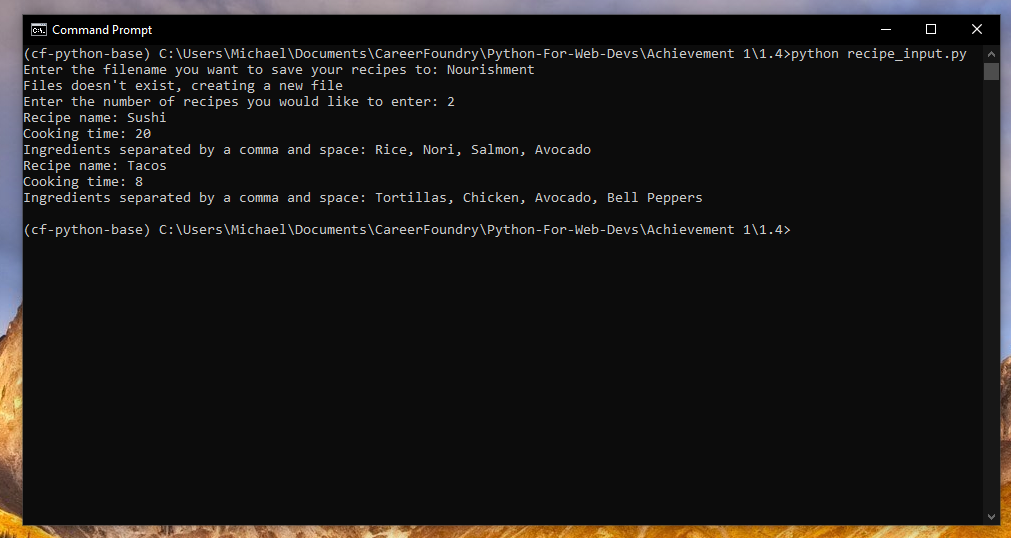 Command Prompt
(cf-python-base) C:\Users\Michael\Documents\CareerFoundry\Python-For-Web-Devs\Achievement 1\1.4>python recipe_input.py
Enter the filename you want to save your recipes to: Nourishment
Files doesn't exist, creating a new file
Enter the number of recipes you would like to enter: 2
Recipe name: Sushi
Cooking time: 20
Ingredients separated by a comma and space: Rice, Nori, Salmon, Avocado
Recipe name: Tacos
Cooking time: 8
Ingredients separated by a comma and space: Tortillas, Chicken, Avocado, Bell Peppers
(cf-python-base) C:\Users\Michael\Documents\CareerFoundry\Python-For-Web-Devs\Achievement 1\1.4>